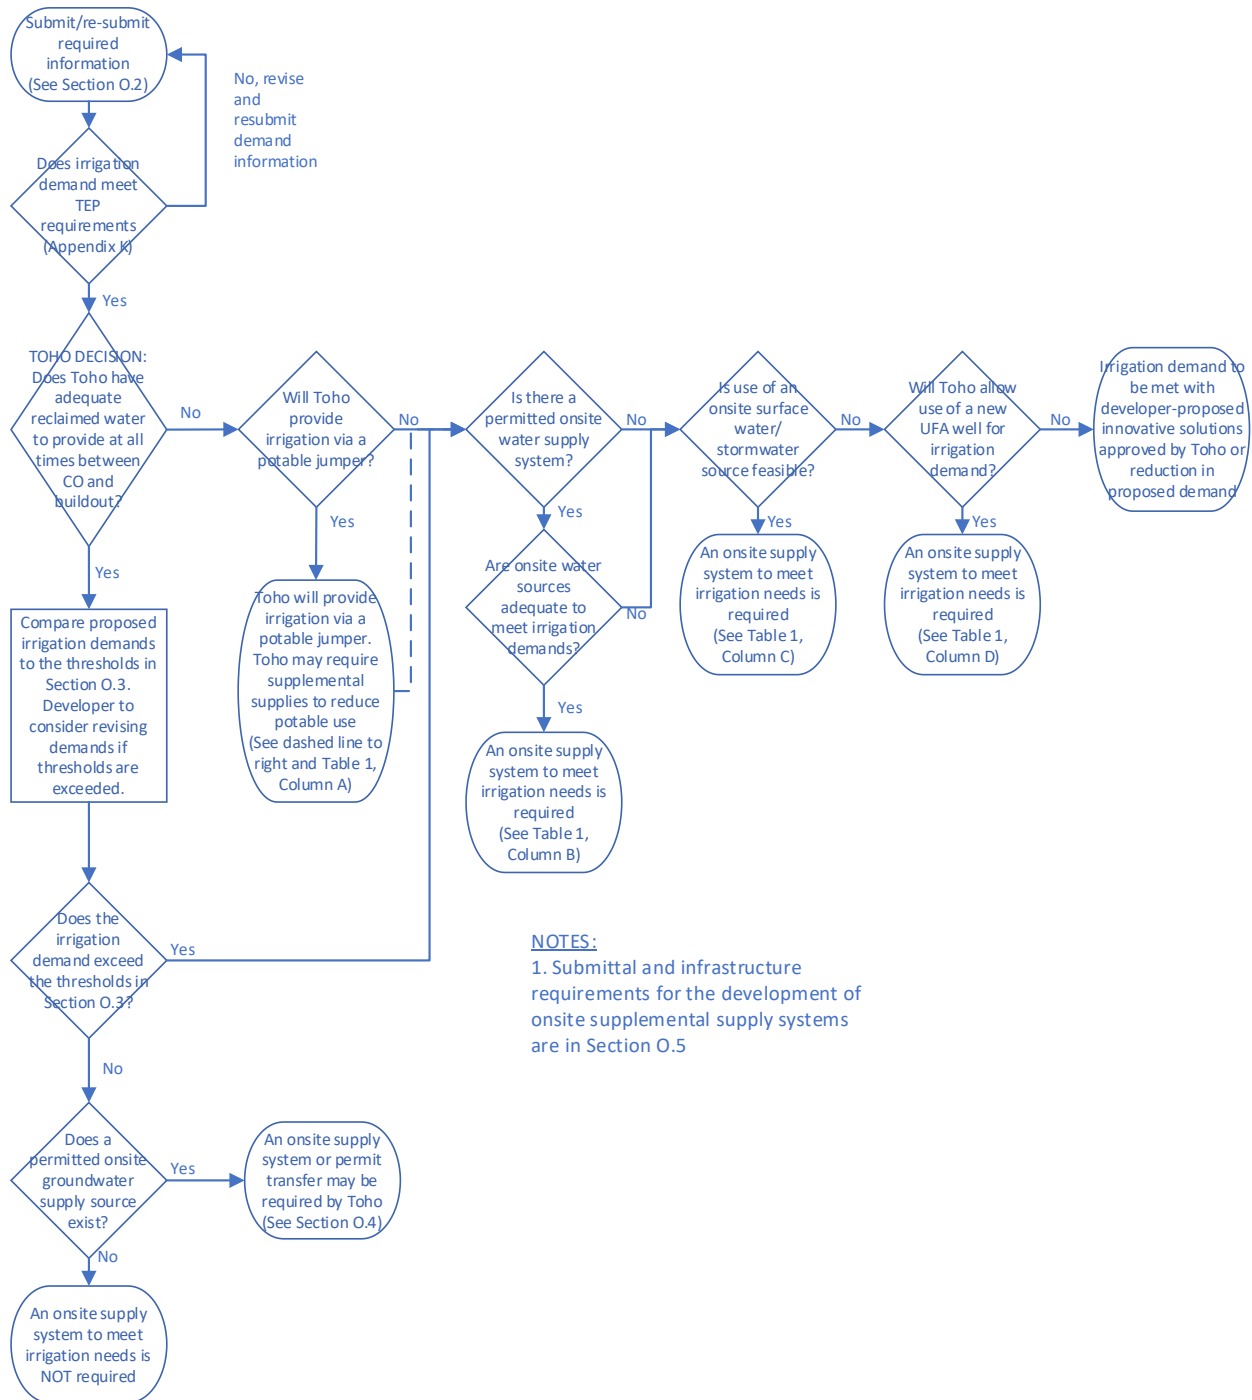 Submit/re-submit
required
information
(See Section O.2)
No, revise
and
resubmit
demand
information
Does irrigation
demand meet
TEP
requirements
(Appendix K)
Yes
TOHO DECISION:
Does Toho have
adequate
reclaimed water
to provide at all
times between
CO and
buildout?
No
Will Toho
provide
irrigation via a
potable jumper?
No
Is there a
permitted onsite
water supply
system?
No
Is use of an
onsite surface
water/
stormwater
source feasible?
No
Will Toho allow
use of a new
UFA well for
irrigation
demand?
No
Irrigation demand to
be met with
developer-proposed
innovative solutions
approved by Toho or
reduction in
proposed demand
Yes
Yes
Yes
Yes
Yes
Compare proposed
irrigation demands
to the thresholds in
Section O.3.
Developer to
consider revising
demands if
thresholds are
exceeded.
Toho will provide
irrigation via a
potable jumper.
Toho may require
supplemental
supplies to reduce
potable use
(See dashed line to
right and Table 1,
Column A)
Are onsite water
sources
adequate to
meet irrigation
demands?
No
An onsite supply
system to meet
irrigation needs is
required
(See Table 1,
Column C)
An onsite supply
system to meet
irrigation needs is
required
(See Table 1,
Column D)
Yes
An onsite supply
system to meet
irrigation needs is
required
(See Table 1,
Column B)
Does the
irrigation
demand exceed
the thresholds in
Section O.3?
Yes
NOTES:
1. Submittal and infrastructure
requirements for the development of
onsite supplemental supply systems
are in Section O.5
No
Does a
permitted onsite
groundwater
supply source
exist?
Yes
An onsite supply
system or permit
transfer may be
required by Toho
(See Section O.4)
No
An onsite supply
system to meet
irrigation needs is
NOT required